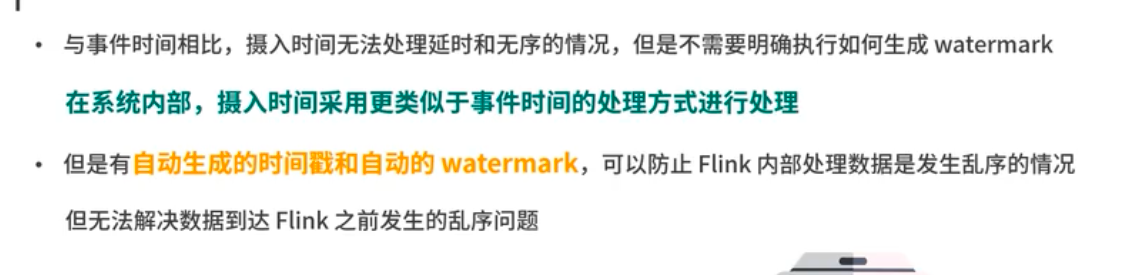 • 与事件时间相比，摄入时间无法处理延时和无序的情况，但是不需要明确执行如何生成 watermark
在系统内部，摄入时间采用更类似于事件时间的处理方式进行处理
• 但是有自动生成的时间戳和自动的 watermark，可以防止 Flink 内部处理数据是发生乱序的情况
但无法解决数据到达 Flink 之前发生的乱序问题